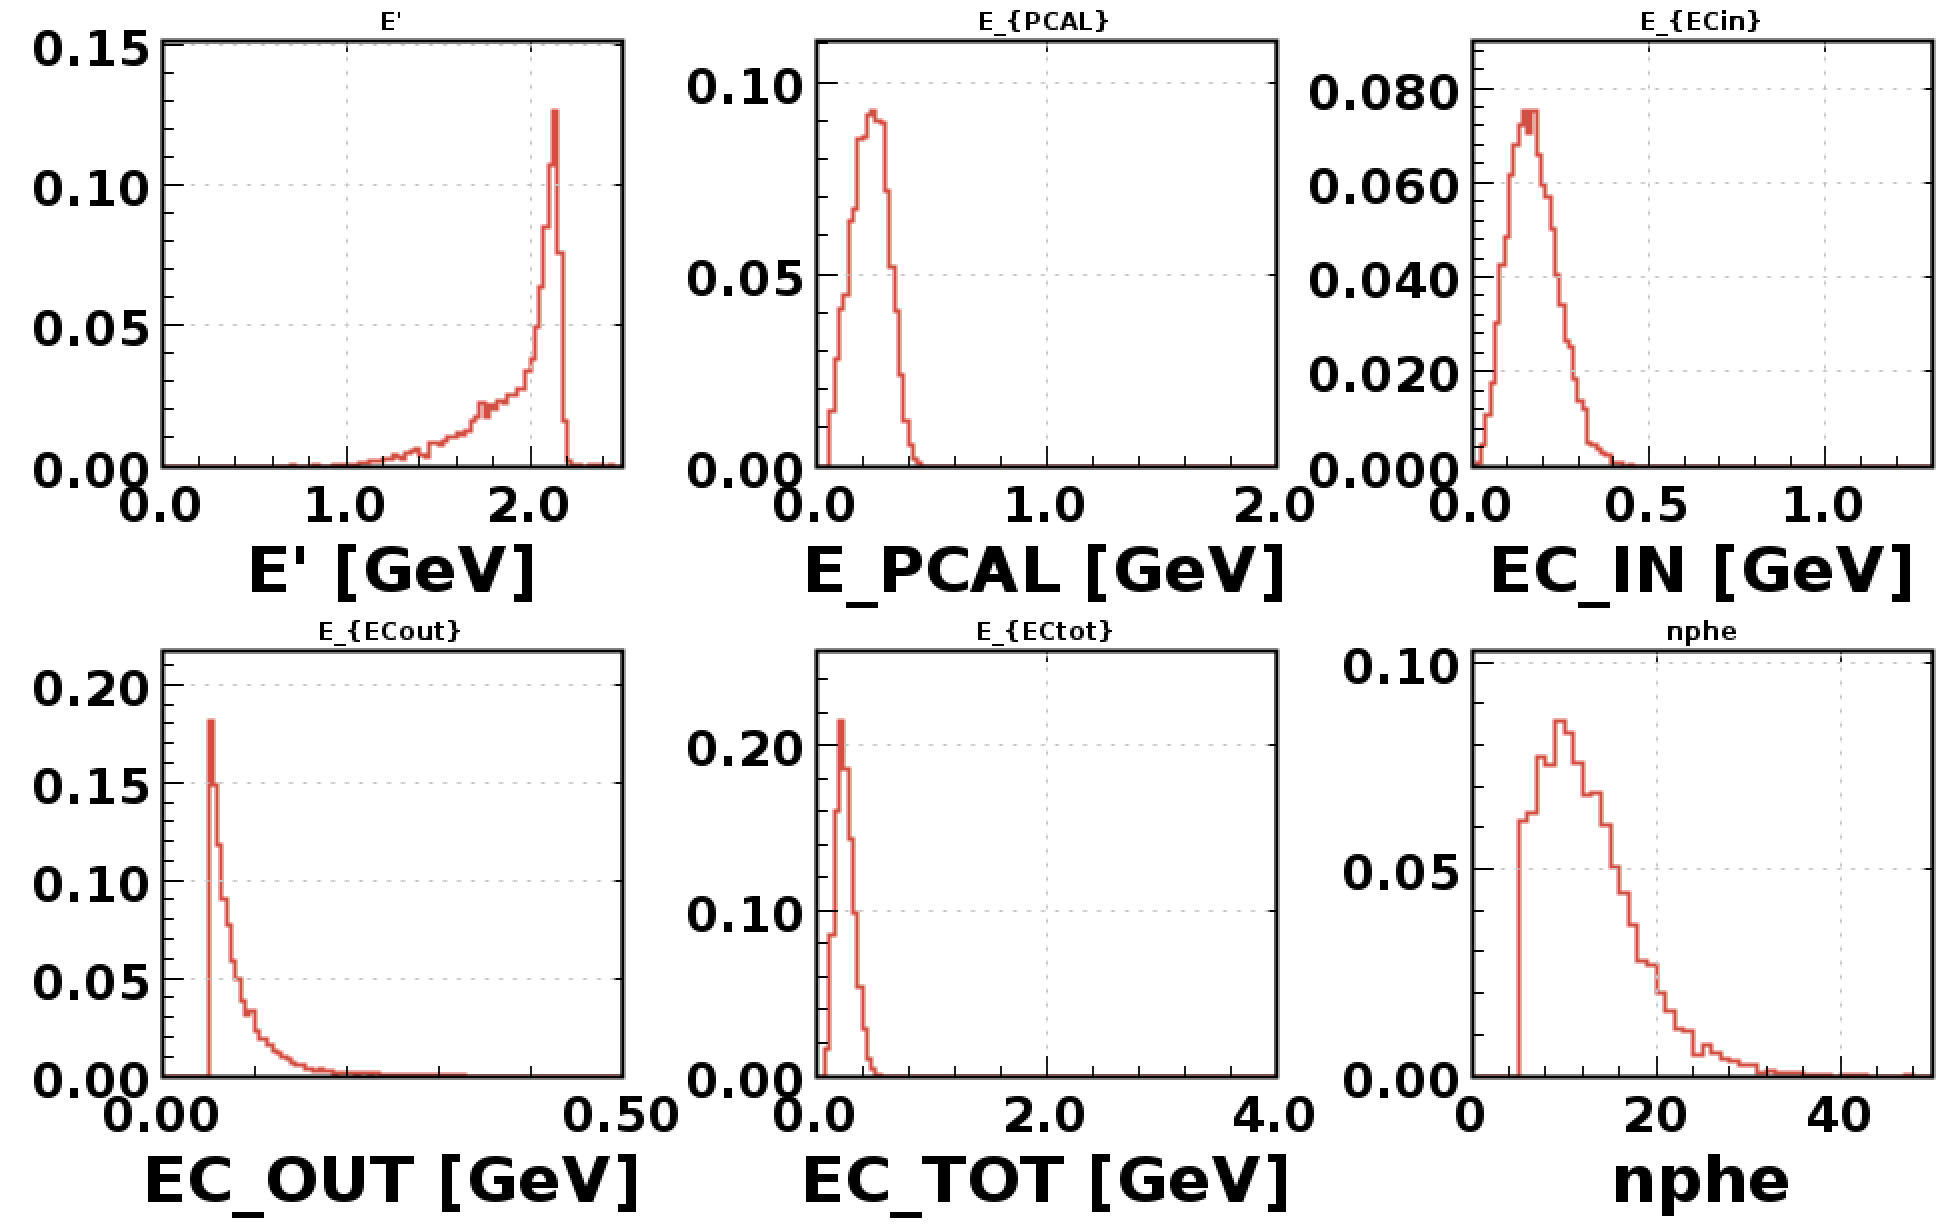 E'
0.15
0.10
0.05
0.00
0.0 1.0 2.0
E' [GeV]
E_{PCAL}
0.10
0.05
0.00
0.0 1.0 2.0
E_PCAL [GeV]
E_{ECin}
0.080
0.060
0.040
0.020
0.000
0.0 0.5 1.0
EC_IN [GeV]
E_{ECout}
0.20
0.15
0.10
0.05
0.00
0.00 0.50
EC_OUT [GeV]
E_{ECtot}
0.20
0.10
0.00
0.0 2.0 4.0
EC_TOT [GeV]
nphe
0.10
0.05
0.00
0 20 40
nphe